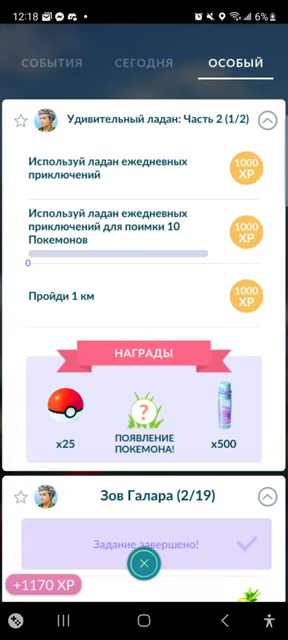 12:18
6%
СОБЫТИЯ СЕГОДНЯ ОСОБЫЙ
Удивительный ладан: Часть 2 (1/2)
Используй ладан ежедневных
приключений
1000
XP
Используй ладан ежедневных
приключений для поимки 10
Покемонов
1000
XP
0
Пройди 1 км
1000
XP
НАГРАДЫ
?
x25
ПОЯВЛЕНИЕ
ПОКЕМОНА!
x500
Зов Галара (2/19)
Задание завершено!
+1170 XP